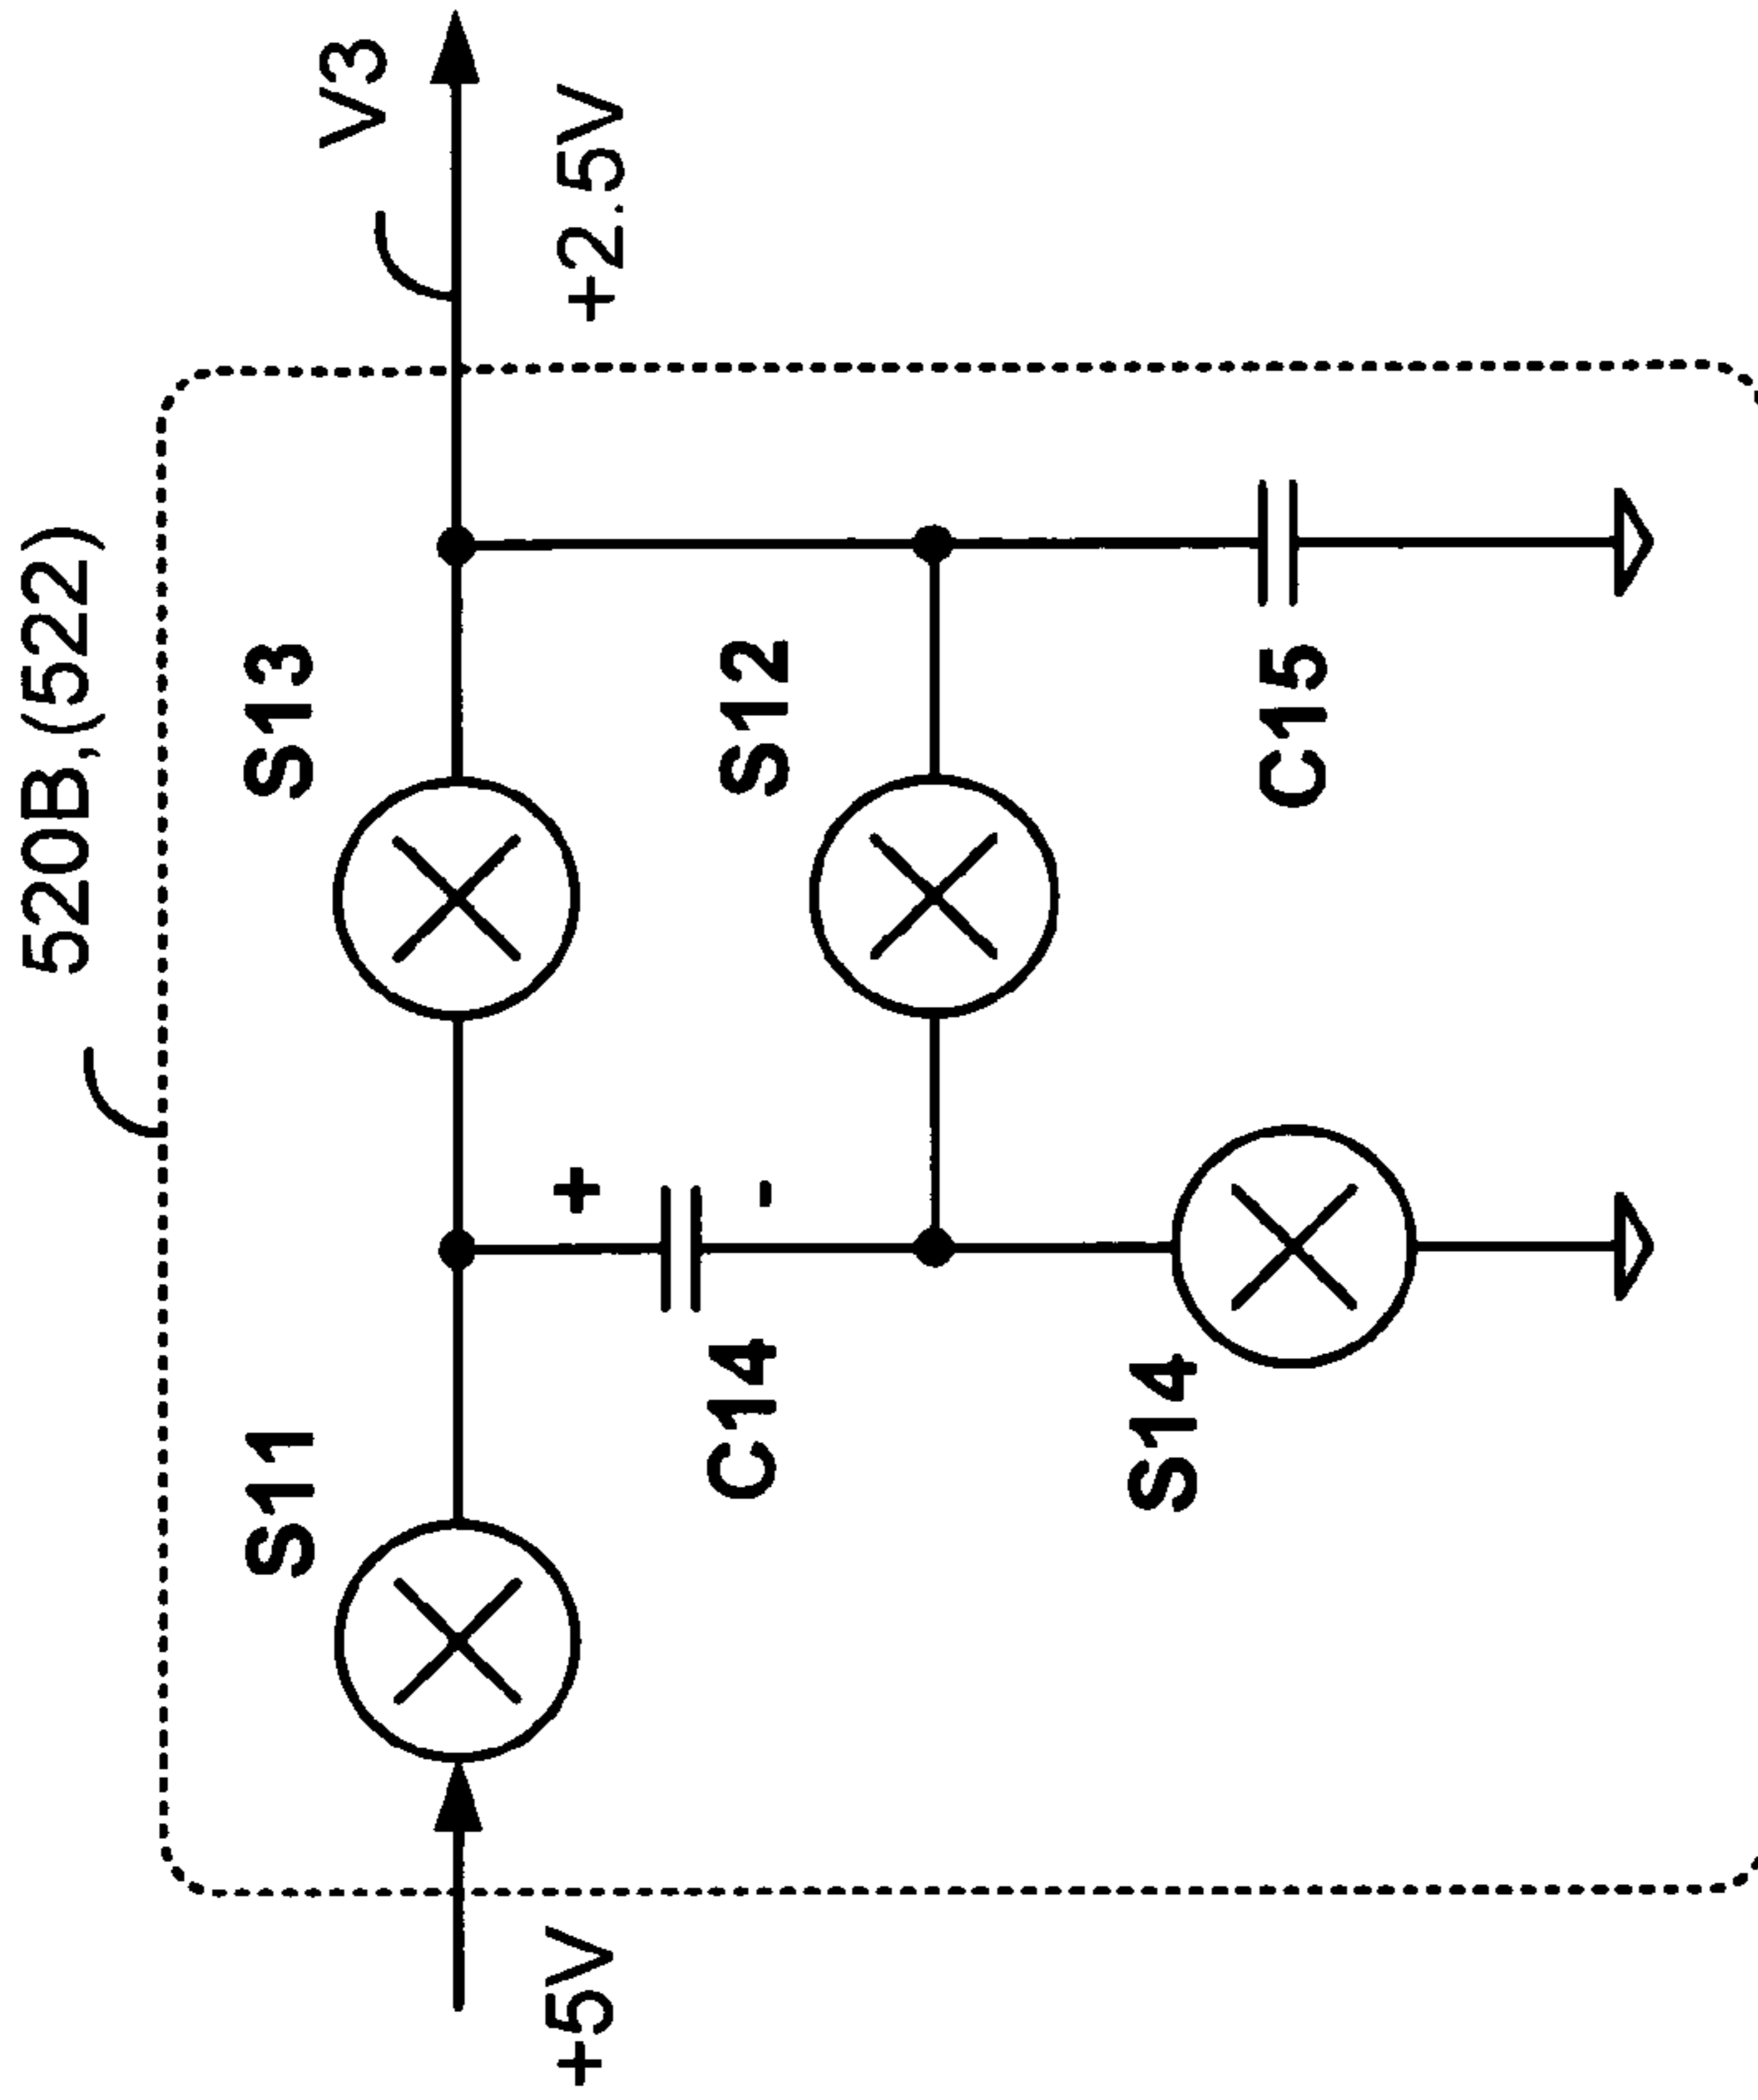 520B,(522)
S11
S13
V3
+5V
+2.5V
+
-
C14
S12
S14
C15